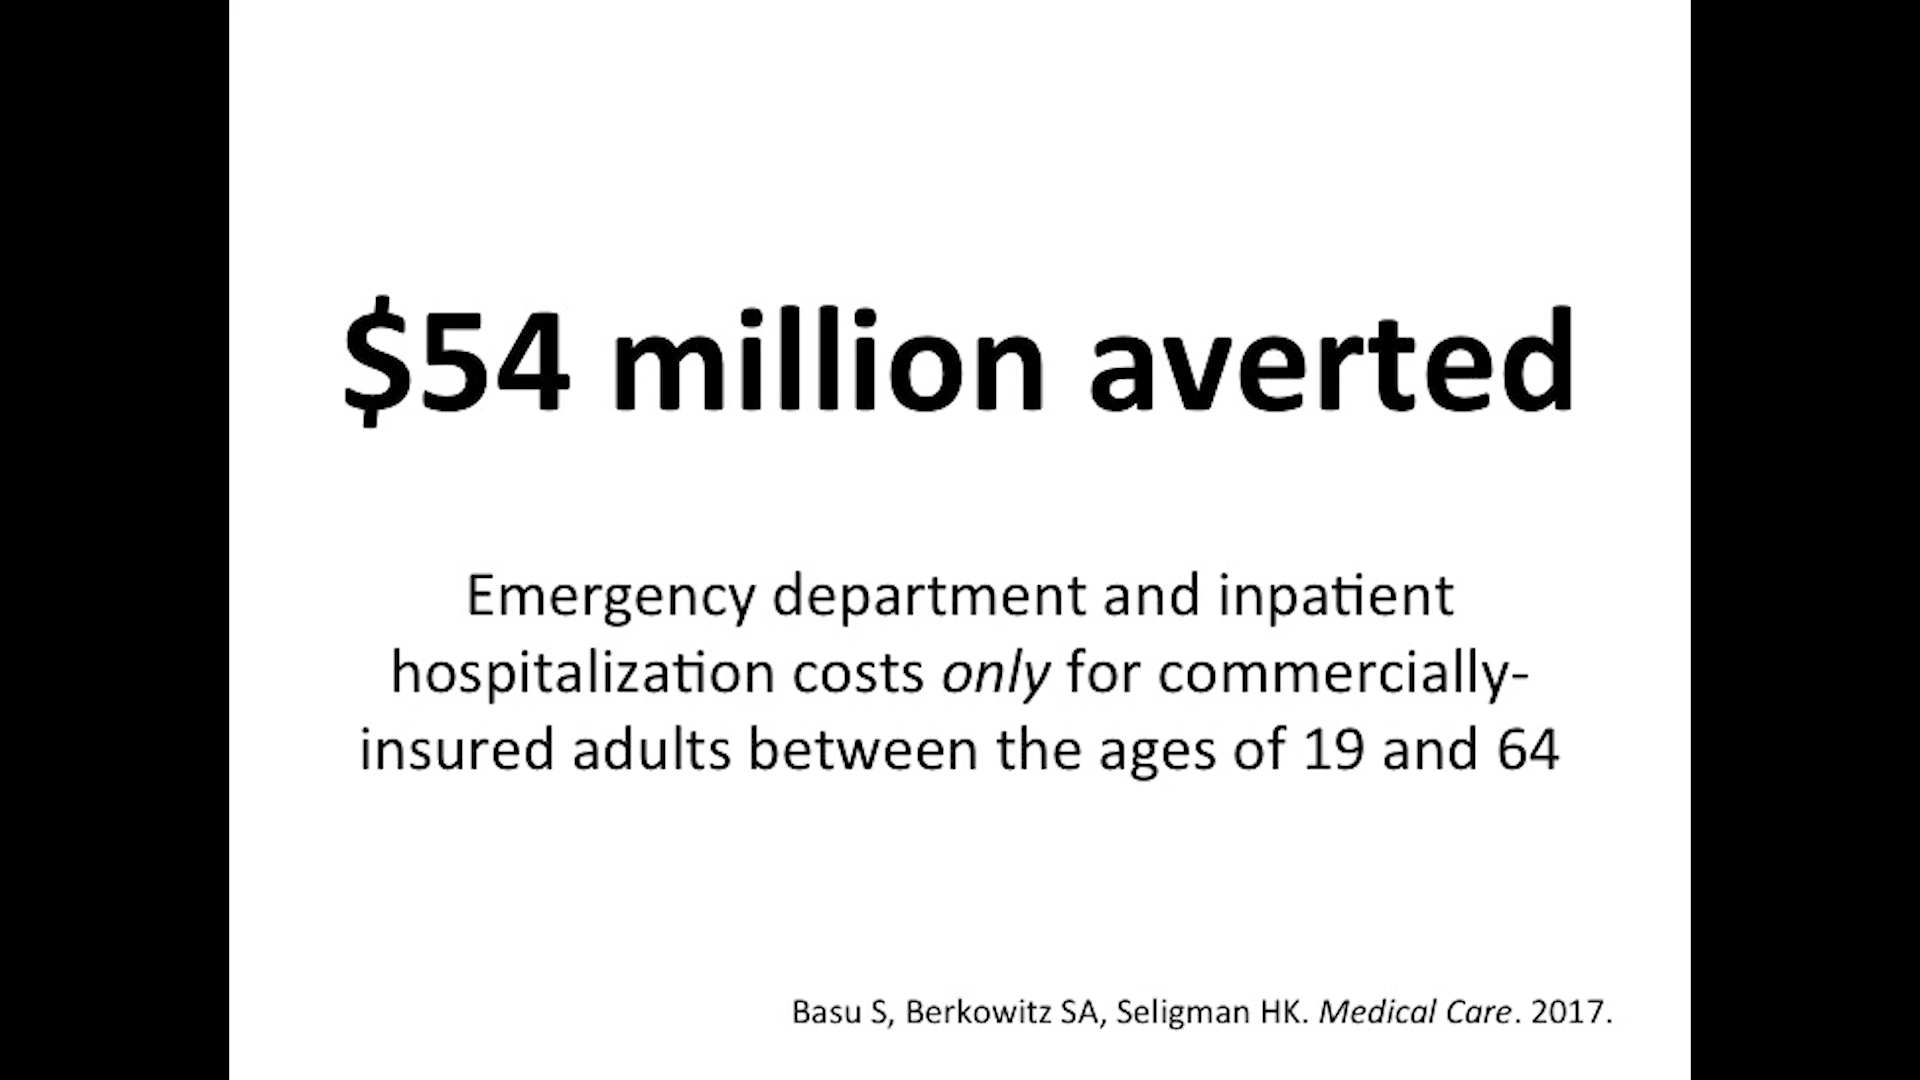 $54 million averted
Emergency department and inpatient
hospitalization costs only for commercially-
insured adults between the ages of 19 and 64
Basu S, Berkowitz SA, Seligman HK. Medical Care. 2017.